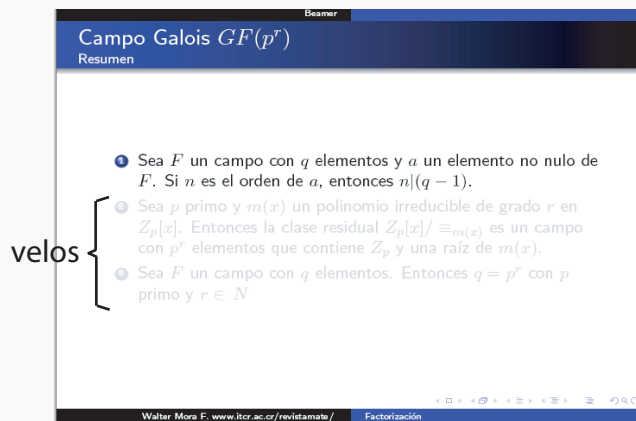 Beamer
Campo Galois GF(p^r)
Resumen
1 Sea F un campo con q elementos y a un elemento no nulo de
F. Si n es el orden de a, entonces n|(q − 1).
2 Sea p primo y m(x) un polinomio irreducible de grado r en
Z_p[x]. Entonces la clase residual Z_p[x]/ ≡_{m(x)} es un campo
con p^r elementos que contiene Z_p y una raíz de m(x).
velos
3 Sea F un campo con q elementos. Entonces q = p^r con p
primo y r ∈ N
Walter Mora F. www.itcr.ac.cr/revistamate/ Factorización